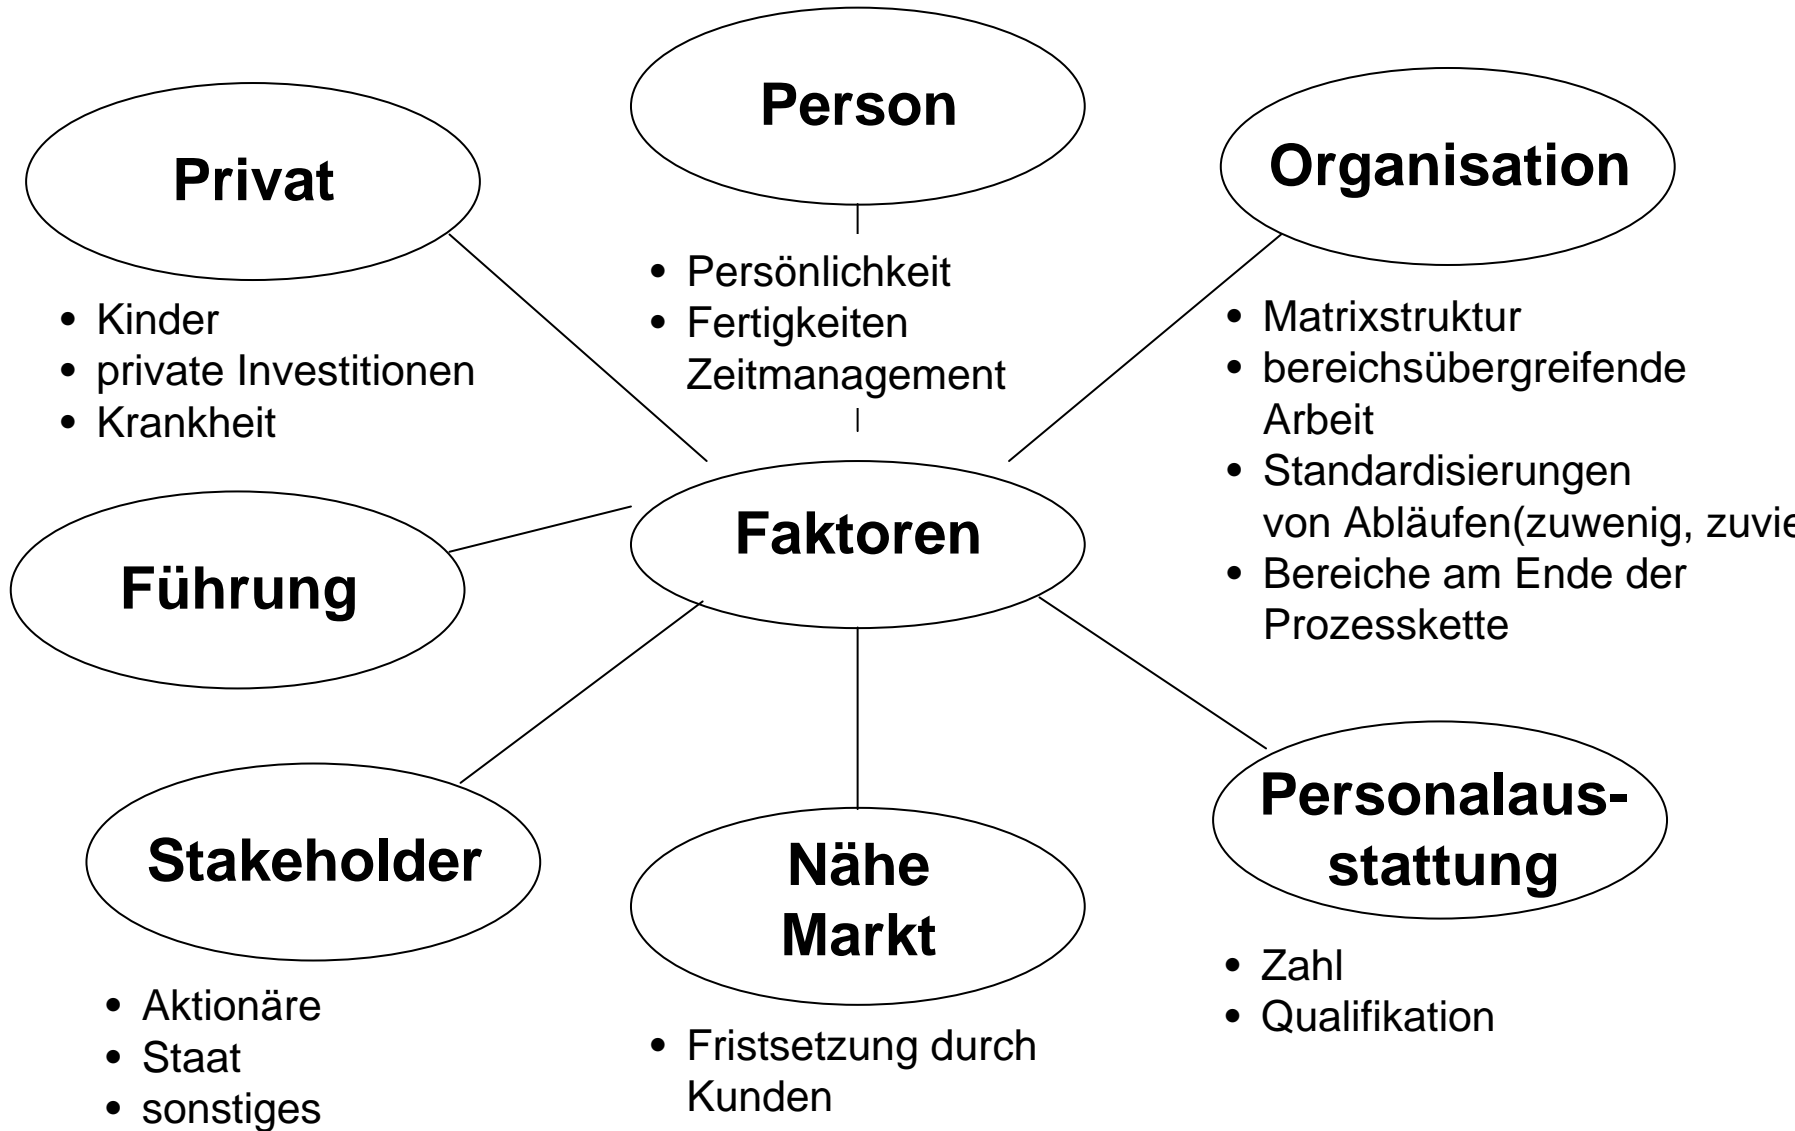 Person
• Persönlichkeit
• Fertigkeiten
Zeitmanagement
Privat
• Kinder
• private Investitionen
• Krankheit
Organisation
• Matrixstruktur
• bereichsübergreifende
Arbeit
• Standardisierungen
von Abläufen(zuwenig, zuvie
• Bereiche am Ende der
Prozesskette
Führung
Faktoren
Stakeholder
• Aktionäre
• Staat
• sonstiges
Nähe
Markt
• Fristsetzung durch
Kunden
Personalaus-
stattung
• Zahl
• Qualifikation